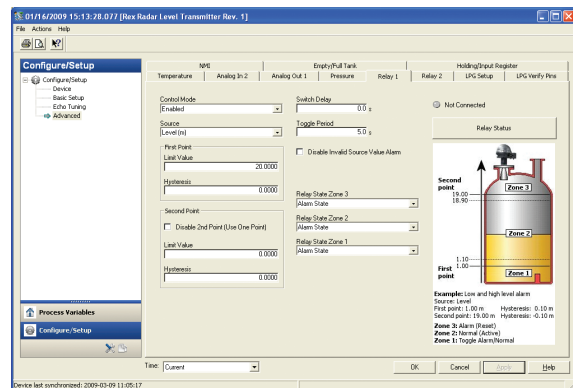 01/16/2009 15:13:28.077 [Rex Radar Level Transmitter Rev. 1]
File Actions Help
Configure/Setup
Configure/Setup
Device
Basic Setup
Echo Tuning
Advanced
Process Variables
Configure/Setup
NMI Empty/Full Tank Holding/Input Register
Temperature Analog In 2 Analog Out 1 Pressure Relay 1 Relay 2 LPG Setup LPG Verify Pins
Control Mode
Enabled
Source
Level (m)
First Point
Limit Value
20.0000
Hysteresis
0.0000
Second Point
Disable 2nd Point (Use One Point)
Limit Value
0.0000
Hysteresis
0.0000
Switch Delay
0.0 s
Toggle Period
5.0 s
Disable Invalid Source Value Alarm
Relay State Zone 3
Alarm State
Relay State Zone 2
Alarm State
Relay State Zone 1
Alarm State
Not Connected
Relay Status
Second point
19.00
18.90
Zone 3
Zone 2
1.10
1.00
First point
Zone 1
Example: Low and high level alarm
Source: Level
First point: 1.00 m Hysteresis: 0.10 m
Second point: 19.00 m Hysteresis: -0.10 m
Zone 3: Alarm (Reset)
Zone 2: Normal (Active)
Zone 1: Toggle Alarm/Normal
Time: Current
OK Cancel Apply Help
Device last synchronized: 2009-03-09 11:05:17